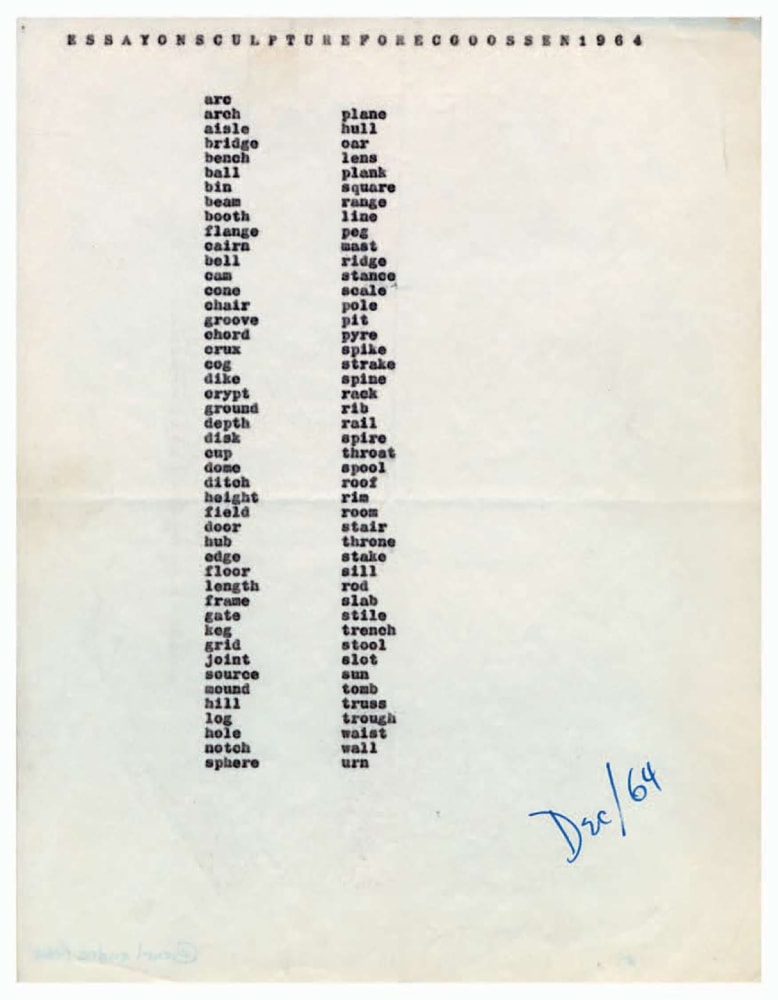 ESSAYONSCULPTUREFORECGOOSSEN1964
arc
arch plane
aisle hull
bridge oar
bench lens
ball plank
bin square
beam range
booth line
flange peg
cairn mast
bell ridge
cam stance
cone scale
chair pole
groove pit
chord pyre
crux spike
cog strake
dike spine
crypt rack
ground rib
depth rail
disk spire
cup throat
dome spool
ditch roof
height rim
field room
door stair
hub throne
edge stake
floor sill
length rod
frame slab
gate stile
keg trench
grid stool
joint slot
source sun
mound tomb
hill truss
log trough
hole waist
notch wall
sphere urn
Dec/64